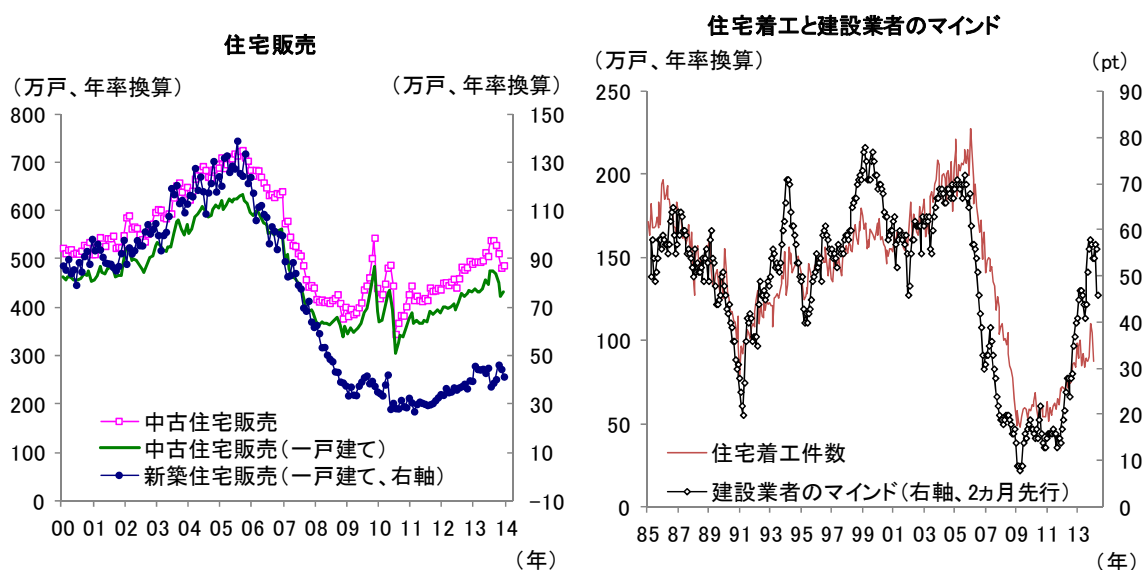 住宅販売
（万戸、年率換算）
（万戸、年率換算）
800
700
600
500
400
300
200
100
0
150
130
110
90
70
50
30
10
−10
中古住宅販売
中古住宅販売（一戸建て）
新築住宅販売（一戸建て、右軸）
00 01 02 03 04 05 06 07 08 09 10 11 12 13 14
（年）
住宅着工と建設業者のマインド
（万戸、年率換算）
（pt）
250
200
150
100
50
0
90
80
70
60
50
40
30
20
10
0
住宅着工件数
建設業者のマインド（右軸、2ヵ月先行）
85 87 89 91 93 95 97 99 01 03 05 07 09 11 13
（年）